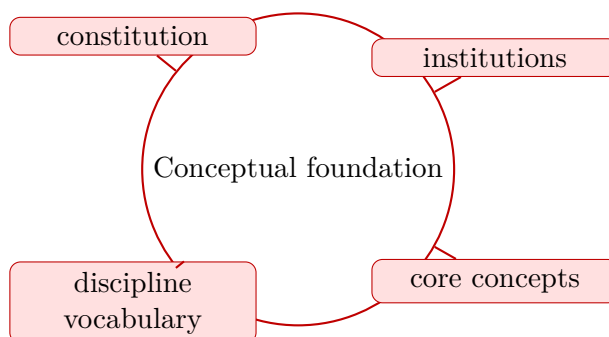 constitution
institutions
Conceptual foundation
discipline
vocabulary
core concepts